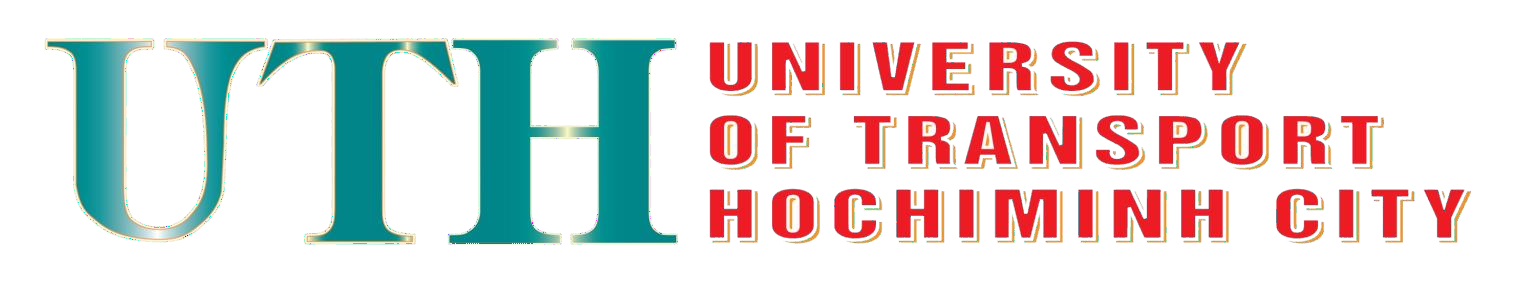 UTH
UNIVERSITY
OF TRANSPORT
HOCHIMINH CITY